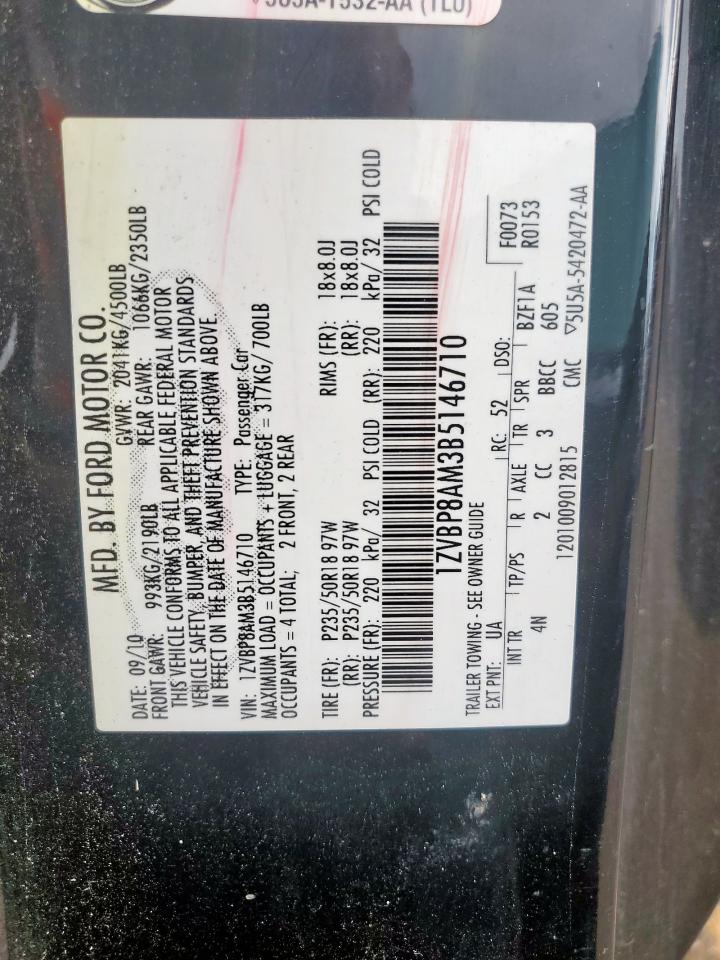 5U5A-1532-AA (1L0)
MFD. BY FORD MOTOR CO.
DATE: 09/10 GVWR: 2041KG/4500LB
FRONT GAWR: 993KG/2190LB REAR GAWR: 1066KG/2350LB
THIS VEHICLE CONFORMS TO ALL APPLICABLE FEDERAL MOTOR
VEHICLE SAFETY, BUMPER, AND THEFT PREVENTION STANDARDS
IN EFFECT ON THE DATE OF MANUFACTURE SHOWN ABOVE.
VIN: 1ZVBP8AM3B5146710 TYPE: Passenger Car
MAXIMUM LOAD = OCCUPANTS + LUGGAGE = 317KG/ 700LB
OCCUPANTS = 4 TOTAL; 2 FRONT, 2 REAR
TIRE (FR): P235/50R18 97W RIMS (FR): 18x8.0J
(RR): P235/50R18 97W (RR): 18x8.0J
PRESSURE (FR): 220 kPa/ 32 PSI COLD (RR): 220 kPa/ 32 PSI COLD
1ZVBP8AM3B5146710
TRAILER TOWING - SEE OWNER GUIDE
EXT PNT: UA RC: 52 DSO: F0073
INT TR TP/PS R AXLE TR SPR BZF1A R0153
4N 2 CC 3 BBCC 605
1201009012815 CMC ▽5U5A-5420472-AA